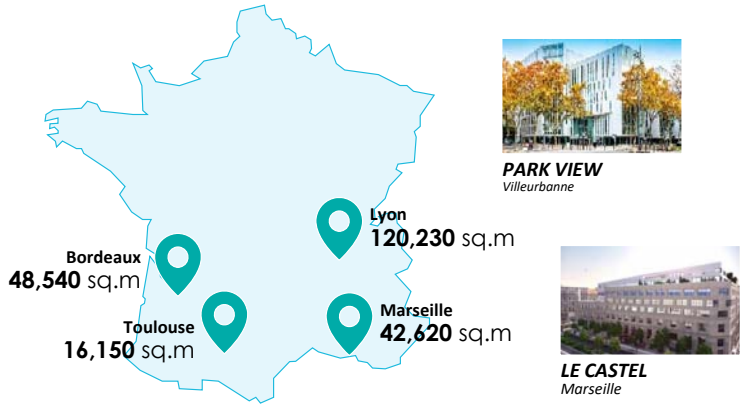 Lyon
120,230 sq.m
Bordeaux
48,540 sq.m
Toulouse
16,150 sq.m
Marseille
42,620 sq.m
PARK VIEW
Villeurbanne
LE CASTEL
Marseille